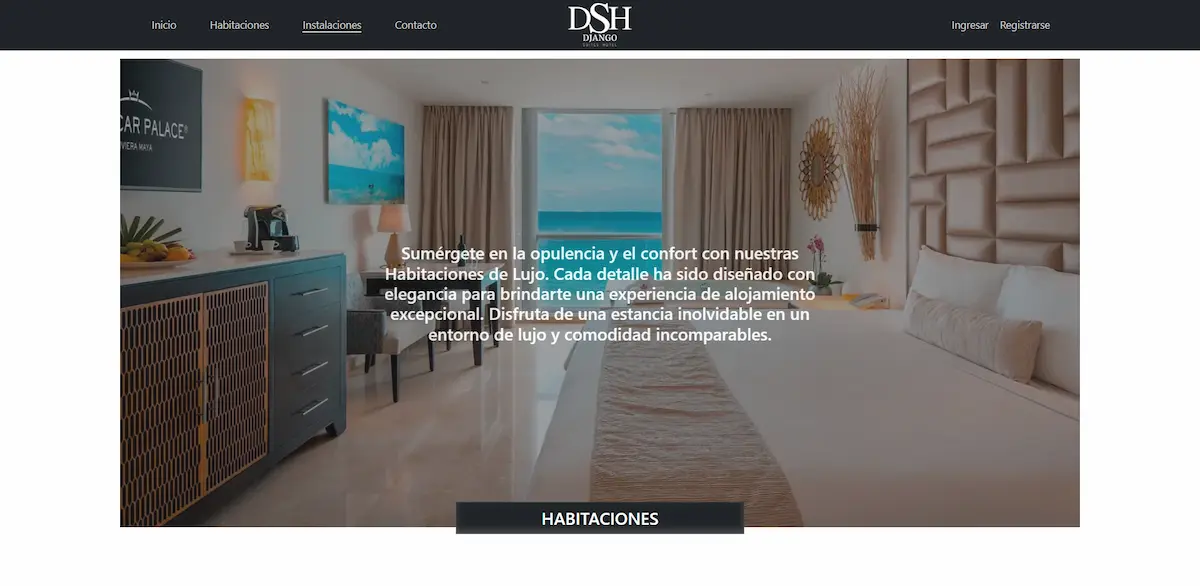 Inicio
Habitaciones
Instalaciones
Contacto
DSH
DJANGO
SUITES HOTEL
Ingresar
Registrarse
CAR PALACE®
VIERA MAYA
Sumérgete en la opulencia y el confort con nuestras
Habitaciones de Lujo. Cada detalle ha sido diseñado con
elegancia para brindarte una experiencia de alojamiento
excepcional. Disfruta de una estancia inolvidable en un
entorno de lujo y comodidad incomparables.
HABITACIONES